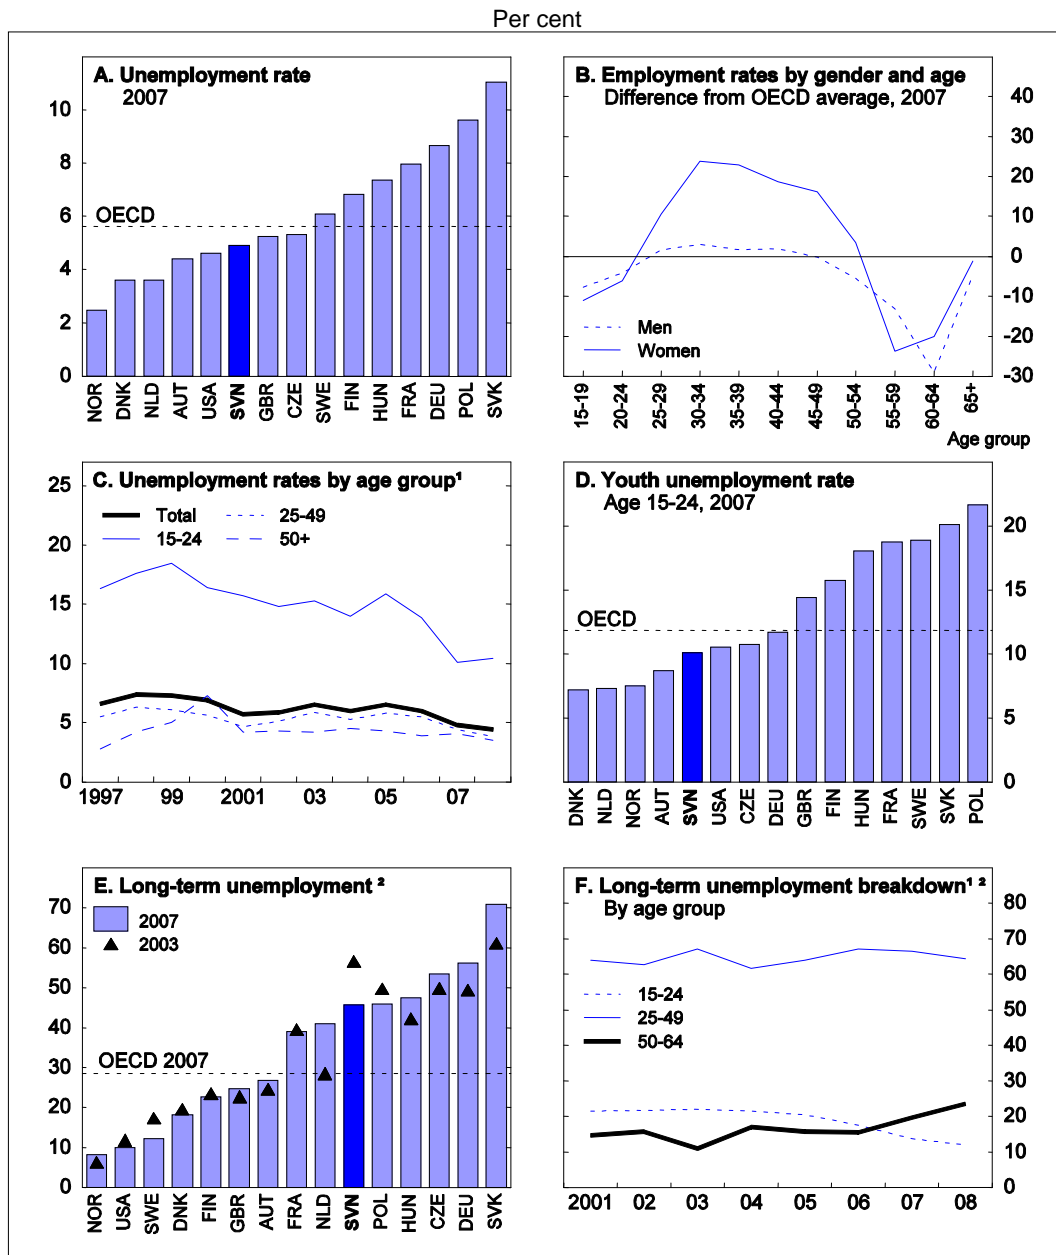 Per cent
A. Unemployment rate
2007
10
8
6
4
2
0
OECD
NOR DNK NLD AUT USA SVN GBR CZE SWE FIN HUN FRA DEU POL SVK
B. Employment rates by gender and age
Difference from OECD average, 2007
40
30
20
10
0
-10
-20
-30
Men
Women
15-19 20-24 25-29 30-34 35-39 40-44 45-49 50-54 55-59 60-64 65+
Age group
C. Unemployment rates by age group¹
25
20
15
10
5
0
Total
25-49
15-24
50+
1997 99 2001 03 05 07
D. Youth unemployment rate
Age 15-24, 2007
20
15
10
5
0
OECD
DNK NLD NOR AUT SVN USA CZE DEU GBR FIN HUN FRA SWE SVK POL
E. Long-term unemployment ²
70
60
50
40
30
20
10
0
2007
2003
OECD 2007
NOR USA SWE DNK FIN GBR AUT FRA NLD SVN POL HUN CZE DEU SVK
F. Long-term unemployment breakdown¹ ²
By age group
80
70
60
50
40
30
20
10
0
15-24
25-49
50-64
2001 02 03 04 05 06 07 08